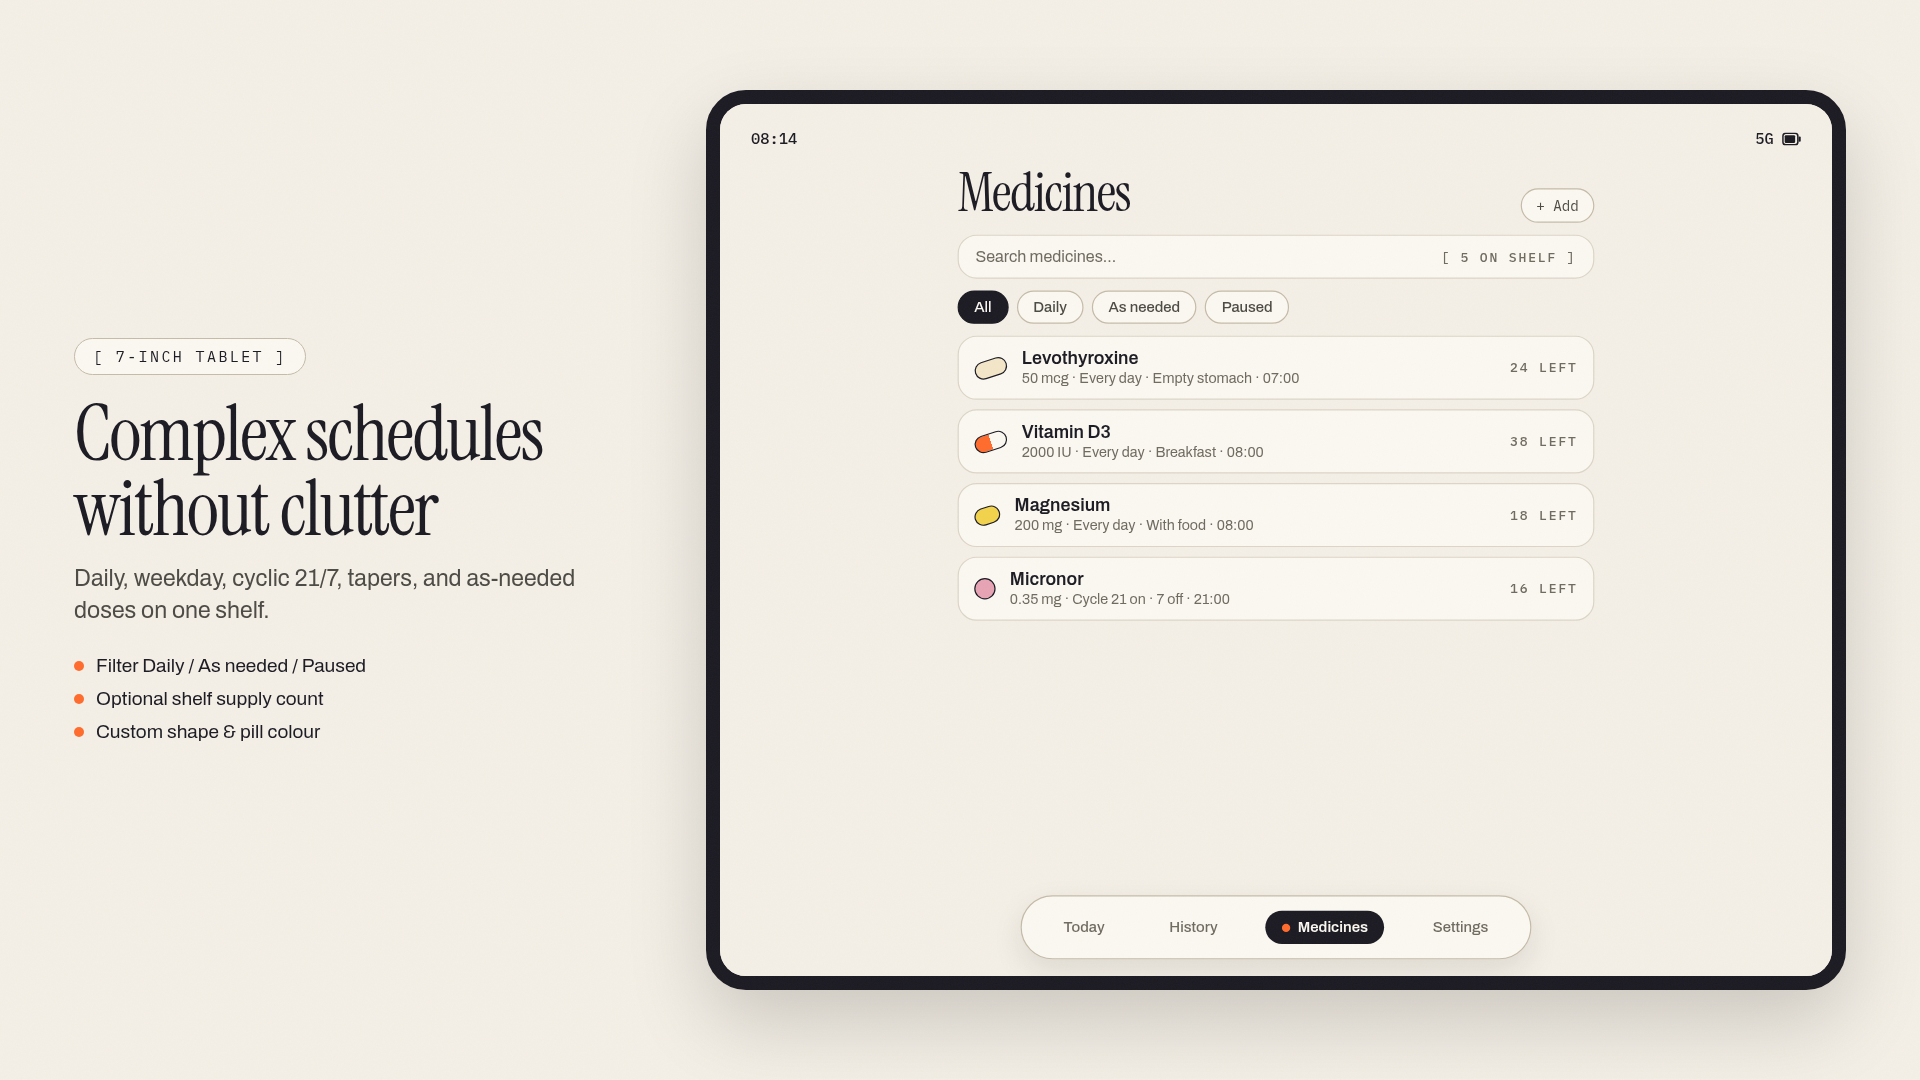 [ 7-INCH TABLET ]
Complex schedules
without clutter
Daily, weekday, cyclic 21/7, tapers, and as-needed
doses on one shelf.
Filter Daily / As needed / Paused
Optional shelf supply count
Custom shape & pill colour
08:14
5G
Medicines
+ Add
Search medicines...
[ 5 ON SHELF ]
All
Daily
As needed
Paused
Levothyroxine
50 mcg · Every day · Empty stomach · 07:00
24 LEFT
Vitamin D3
2000 IU · Every day · Breakfast · 08:00
38 LEFT
Magnesium
200 mg · Every day · With food · 08:00
18 LEFT
Micronor
0.35 mg · Cycle 21 on · 7 off · 21:00
16 LEFT
Today
History
Medicines
Settings